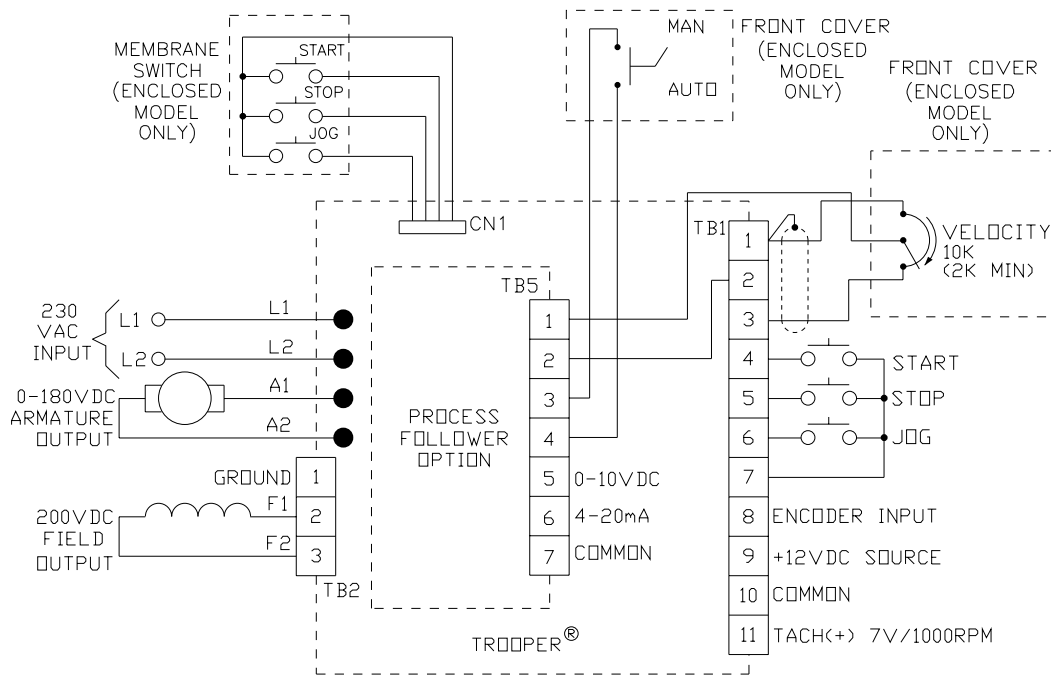 MEMBRANE
SWITCH
(ENCLOSED
MODEL
ONLY)
START
STOP
JOG
MAN
AUTO
FRONT COVER
(ENCLOSED
MODEL
ONLY)
FRONT COVER
(ENCLOSED
MODEL
ONLY)
CN1
TB1
VELOCITY
10K
(2K MIN)
1
2
3
4
5
6
7
8
9
10
11
START
STOP
JOG
ENCODER INPUT
+12VDC SOURCE
COMMON
TACH(+) 7V/1000RPM
TB5
1
2
3
4
5
6
7
0-10VDC
4-20mA
COMMON
PROCESS
FOLLOWER
OPTION
230
VAC
INPUT
L1
L2
L1
L2
A1
A2
0-180VDC
ARMATURE
OUTPUT
GROUND
F1
F2
1
2
3
TB2
200VDC
FIELD
OUTPUT
TROOPER®